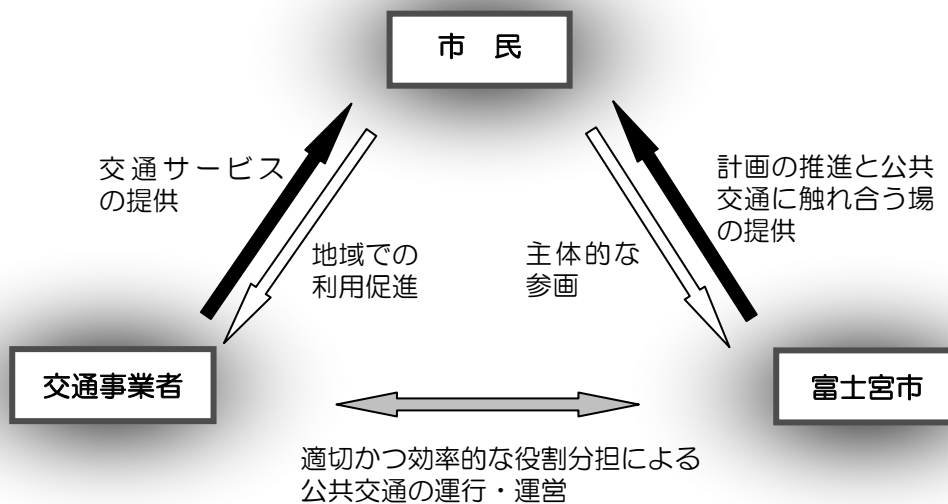 市　民
交通サービス
の提供
計画の推進と公共
交通に触れ合う場
の提供
地域での
利用促進
主体的な
参画
交通事業者
富士宮市
適切かつ効率的な役割分担による
公共交通の運行・運営